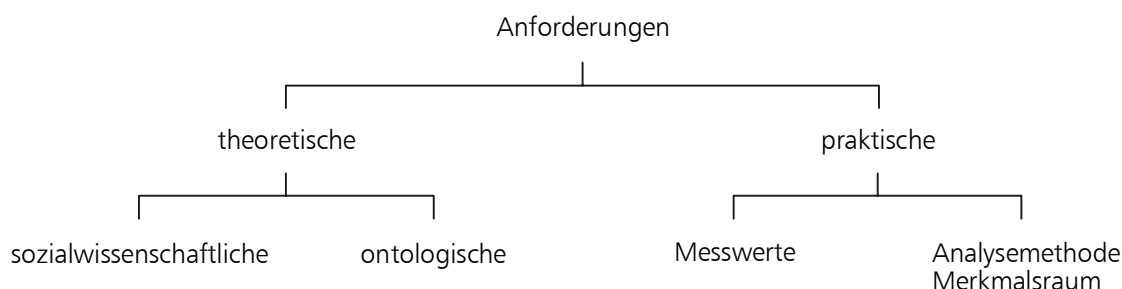 Anforderungen
theoretische
praktische
sozialwissenschaftliche
ontologische
Messwerte
Analysemethode
Merkmalsraum